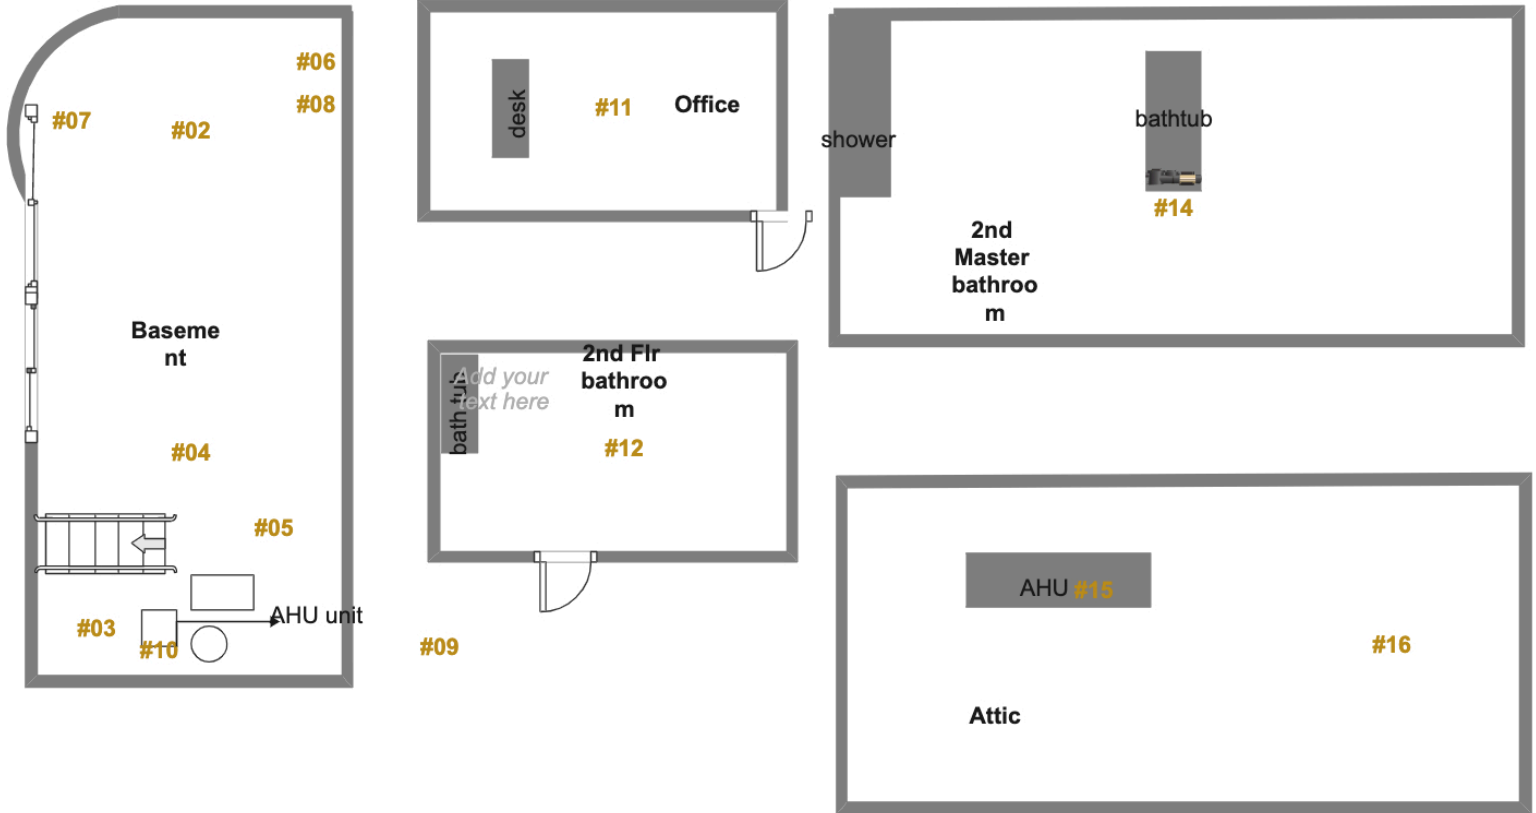 #06
#08
#07
#02
Baseme
nt
#04
#05
AHU unit
#03
#10
desk
#11
Office
2nd Flr
bathroo
m
Add your
text here
bath tub
#12
#09
shower
bathtub
#14
2nd
Master
bathroo
m
AHU #15
#16
Attic